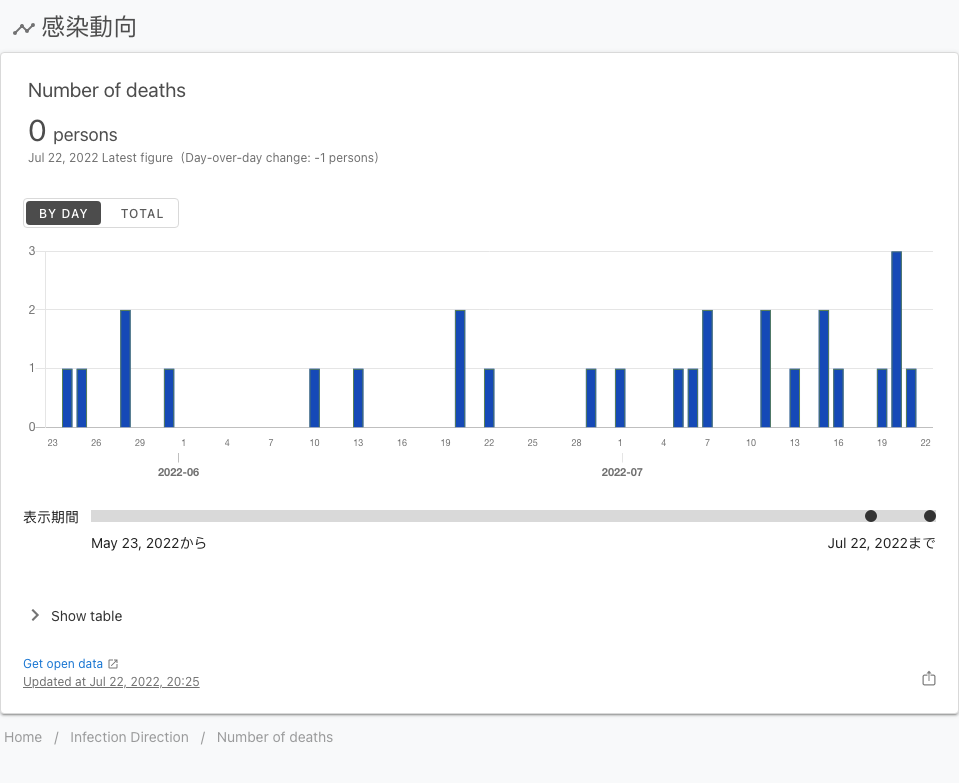 感染動向
Number of deaths
0 persons
Jul 22, 2022 Latest figure (Day-over-day change: -1 persons)
BY DAY TOTAL
3
2
1
0
23 26 29 1 4 7 10 13 16 19 22 25 28 1 4 7 10 13 16 19 22
2022-06 2022-07
表示期間
May 23, 2022から Jul 22, 2022まで
Show table
Get open data
Updated at Jul 22, 2022, 20:25
Home / Infection Direction / Number of deaths